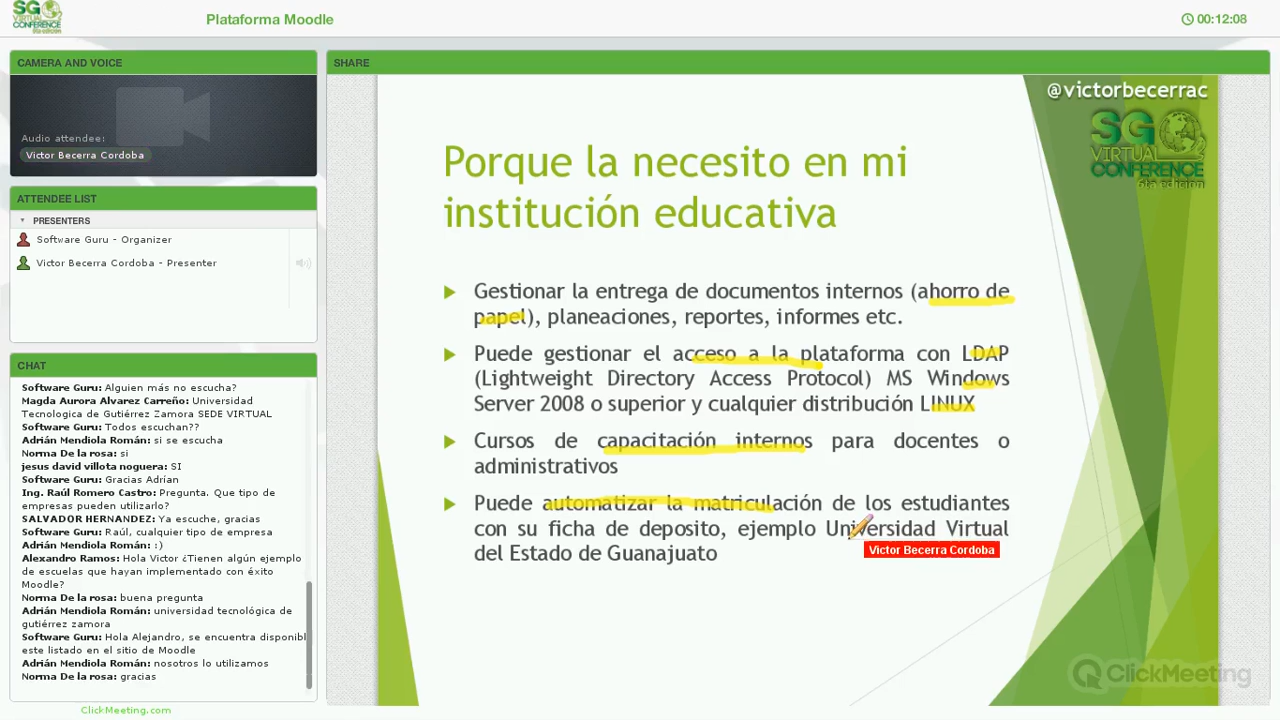 SG
VIRTUAL
CONFERENCE
6ta edición
Plataforma Moodle
00:12:08
CAMERA AND VOICE
Audio attendee:
Victor Becerra Cordoba
ATTENDEE LIST
PRESENTERS
Software Guru - Organizer
Victor Becerra Cordoba - Presenter
CHAT
Software Guru: Alguien más no escucha?
Magda Aurora Alvarez Carreño: Universidad
Tecnologica de Gutiérrez Zamora SEDE VIRTUAL
Software Guru: Todos escuchan??
Adrián Mendiola Román: si se escucha
Norma De la rosa: si
jesus david villota noguera: SI
Software Guru: Gracias Adrían
Ing. Raúl Romero Castro: Pregunta. Que tipo de
empresas pueden utilizarlo?
SALVADOR HERNANDEZ: Ya escuche, gracias
Software Guru: Raúl, cualquier tipo de empresa
Adrián Mendiola Román: :)
Alexandro Ramos: Hola Victor ¿Tienen algún ejemplo
de escuelas que hayan implementado con éxito
Moodle?
Norma De la rosa: buena pregunta
Adrián Mendiola Román: universidad tecnológica de
gutiérrez zamora
Software Guru: Hola Alejandro, se encuentra disponibl
este listado en el sitio de Moodle
Adrián Mendiola Román: nosotros lo utilizamos
Norma De la rosa: gracias
ClickMeeting.com
SHARE
@victorbecerrac
SG
VIRTUAL
CONFERENCE
6ta edición
Porque la necesito en mi
institución educativa
Gestionar la entrega de documentos internos (ahorro de
papel), planeaciones, reportes, informes etc.
Puede gestionar el acceso a la plataforma con LDAP
(Lightweight Directory Access Protocol) MS Windows
Server 2008 o superior y cualquier distribución LINUX
Cursos de capacitación internos para docentes o
administrativos
Puede automatizar la matriculación de los estudiantes
con su ficha de deposito, ejemplo Universidad Virtual
del Estado de Guanajuato
Victor Becerra Cordoba
ClickMeeting